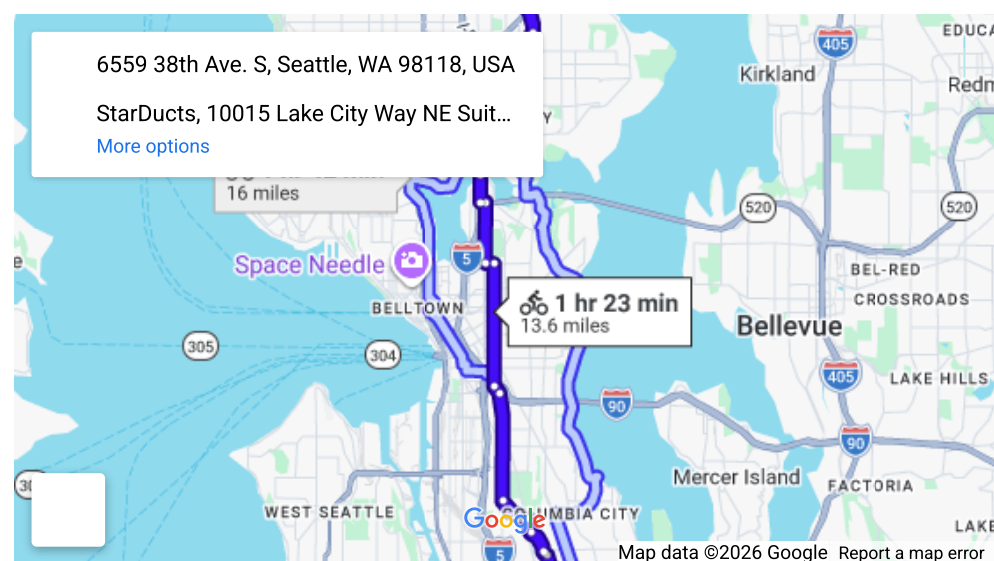 EDUCA
405
6559 38th Ave. S, Seattle, WA 98118, USA
Kirkland
Redm
StarDucts, 10015 Lake City Way NE Suit...
Y
More options
16 miles
520
520
5
Space Needle
BEL-RED
CROSSROADS
1 hr 23 min
BELLTOWN
13.6 miles
Bellevue
305
304
405
LAKE HILLS
90
90
Mercer Island
FACTORIA
30
WEST SEATTLE
Google
COLUMBIA CITY
LAKE
5
Map data ©2026 Google
Report a map error